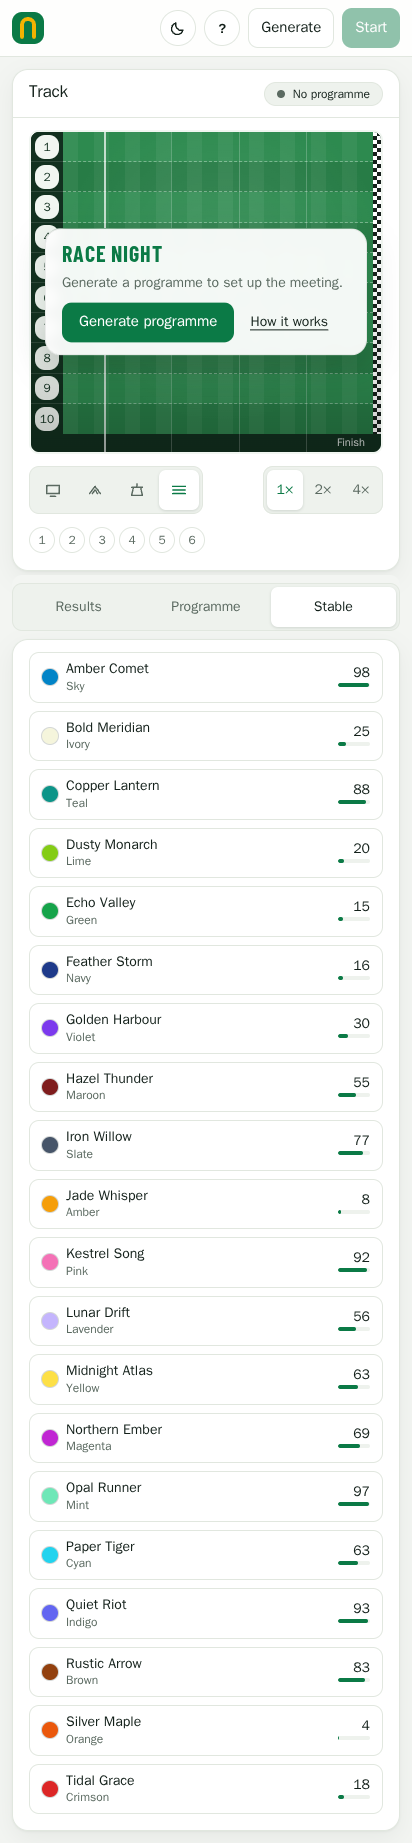 ?
Generate
Start
Track
No programme
1
2
3
RACE NIGHT
Generate a programme to set up the meeting.
Generate programme
How it works
8
9
10
Finish
1×
2×
4×
1 2 3 4 5 6
Results
Programme
Stable
Amber Comet
Sky
98
Bold Meridian
Ivory
25
Copper Lantern
Teal
88
Dusty Monarch
Lime
20
Echo Valley
Green
15
Feather Storm
Navy
16
Golden Harbour
Violet
30
Hazel Thunder
Maroon
55
Iron Willow
Slate
77
Jade Whisper
Amber
8
Kestrel Song
Pink
92
Lunar Drift
Lavender
56
Midnight Atlas
Yellow
63
Northern Ember
Magenta
69
Opal Runner
Mint
97
Paper Tiger
Cyan
63
Quiet Riot
Indigo
93
Rustic Arrow
Brown
83
Silver Maple
Orange
4
Tidal Grace
Crimson
18